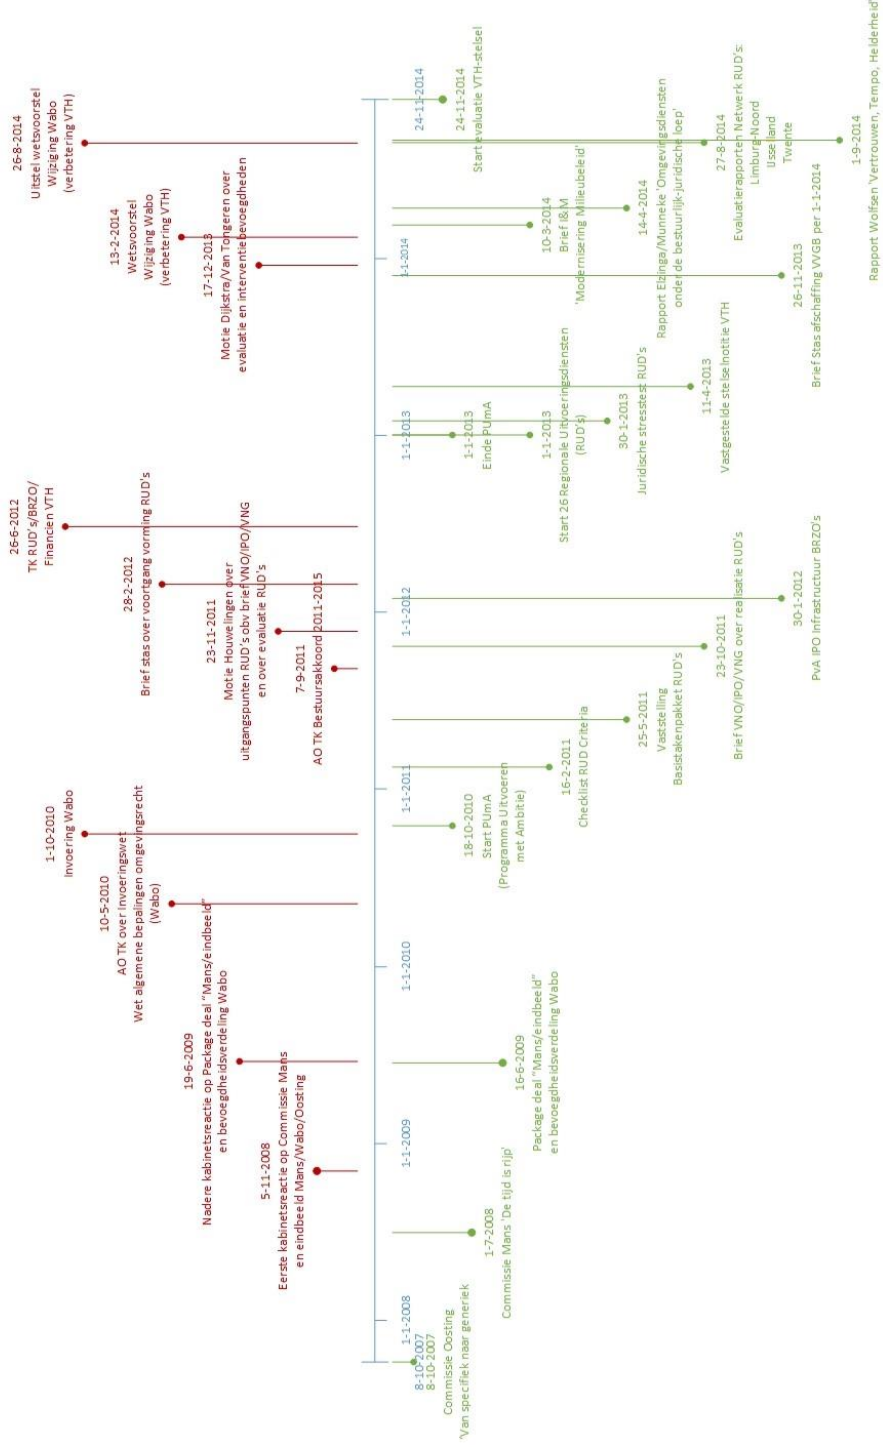 26-8-2014
Uitstel wetsvoorstel
Wijziging Wabo
(verbetering VTH)
13-2-2014
Wetsvoorstel
Wijziging Wabo
(verbetering VTH)
17-12-2013
Motie Dijkstra/Van Tongeren over
evaluatie en interventiebevoegdheden
26-6-2012
TK RUD's/BRZO/
Financien VTH
28-2-2012
Brief stas over voortgang vorming RUD's
23-11-2011
Motie Houwelingen over
uitgangspunten RUD's obv brief VNO/IPO/VNG
en over evaluatie RUD's
7-9-2011
AO TK Bestuursakkoord 2011-2015
1-10-2010
Invoering Wabo
10-5-2010
AO TK over Invoeringswet
Wet algemene bepalingen omgevingsrecht
(Wabo)
19-6-2009
Nadere kabinetsreactie op Package deal "Mans/eindbeeld"
en bevoegdheidsverdeling Wabo
5-11-2008
Eerste kabinetsreactie op Commissie Mans
en eindbeeld Mans/Wabo/Oosting
8-10-2007
1-1-2008
1-1-2009
1-1-2010
1-1-2011
1-1-2012
1-1-2013
1-1-2014
24-11-2014
8-10-2007
Commissie Oosting
'Van specifiek naar generiek
1-7-2008
Commissie Mans 'De tijd is rijp'
16-6-2009
Package deal "Mans/eindbeeld"
en bevoegdheidsverdeling Wabo
18-10-2010
Start PUmA
(Programma Uitvoeren
met Ambitie)
16-2-2011
Checklist RUD Criteria
25-5-2011
Vaststelling
Basistakenpakket RUD's
23-10-2011
Brief VNO/IPO/VNG over realisatie RUD's
30-1-2012
PvA IPO Infrastructuur BRZO's
1-1-2013
Einde PUmA
1-1-2013
Start 26 Regionale Uitvoeringsdiensten
(RUD's)
30-1-2013
Juridische stresstest RUD's
11-4-2013
Vastgestelde stelselnotitie VTH
26-11-2013
Brief Stas afschaffing VVGB per 1-1-2014
10-3-2014
Brief I&M
'Modernisering Milieubeleid'
14-4-2014
Rapport Elzinga/Munneke 'Omgevingsdiensten
onder de bestuurlijk-juridische loep'
27-8-2014
Evaluatierapporten Netwerk RUD's:
Limburg-Noord
IJsselland
Twente
1-9-2014
Rapport Wolfsen 'Vertrouwen, Tempo, Helderheid'
24-11-2014
Start evaluatie VTH-stelsel